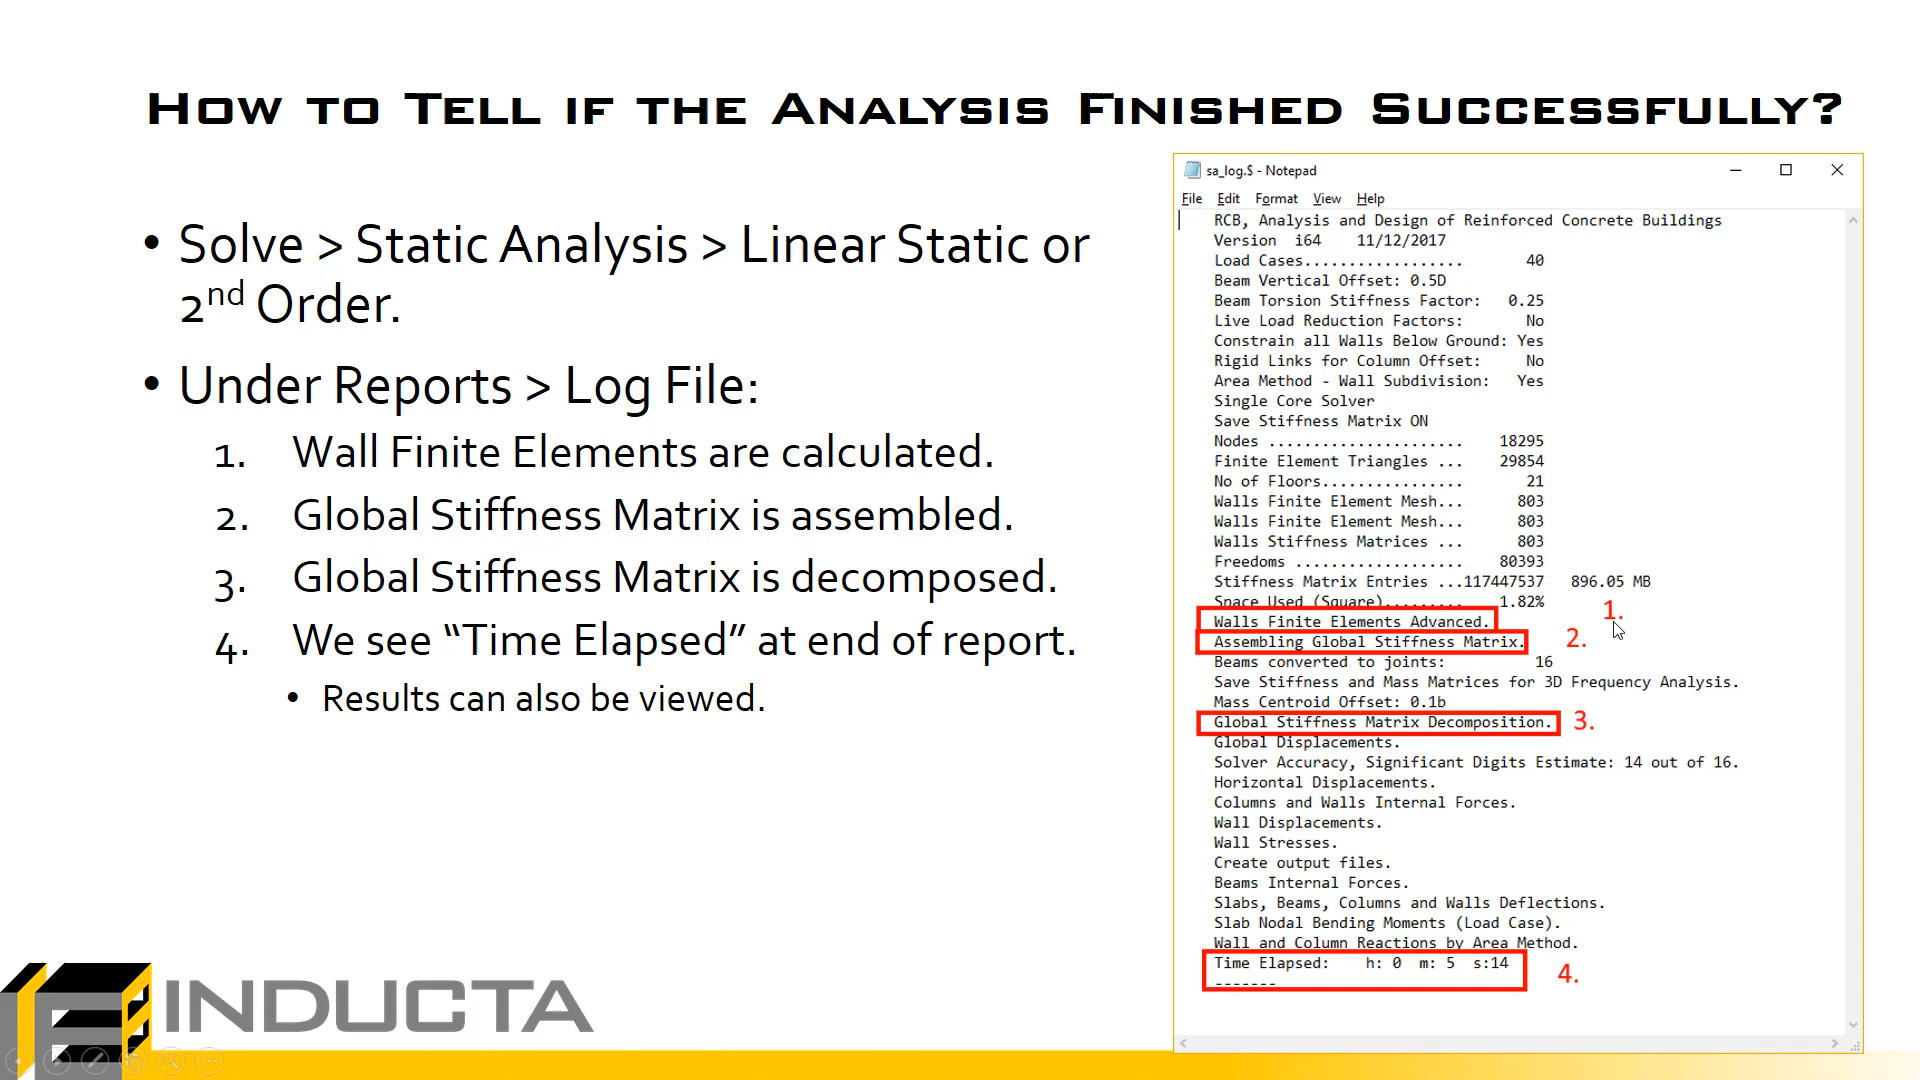 How to Tell if the Analysis Finished Successfully?
• Solve > Static Analysis > Linear Static or
2nd Order.
• Under Reports > Log File:
1. Wall Finite Elements are calculated.
2. Global Stiffness Matrix is assembled.
3. Global Stiffness Matrix is decomposed.
4. We see “Time Elapsed” at end of report.
• Results can also be viewed.
sa_log.$ - Notepad
File Edit Format View Help
RCB, Analysis and Design of Reinforced Concrete Buildings
Version i64 11/12/2017
Load Cases.................. 40
Beam Vertical Offset: 0.5D
Beam Torsion Stiffness Factor: 0.25
Live Load Reduction Factors: No
Constrain all Walls Below Ground: Yes
Rigid Links for Column Offset: No
Area Method - Wall Subdivision: Yes
Single Core Solver
Save Stiffness Matrix ON
Nodes ...................... 18295
Finite Element Triangles ... 29854
No of Floors................ 21
Walls Finite Element Mesh... 803
Walls Finite Element Mesh... 803
Walls Stiffness Matrices ... 803
Freedoms ................... 80393
Stiffness Matrix Entries ...117447537 896.05 MB
Space Used (Square)......... 1.82%
Walls Finite Elements Advanced. 1.
Assembling Global Stiffness Matrix. 2.
Beams converted to joints: 16
Save Stiffness and Mass Matrices for 3D Frequency Analysis.
Mass Centroid Offset: 0.1b
Global Stiffness Matrix Decomposition. 3.
Global Displacements.
Solver Accuracy, Significant Digits Estimate: 14 out of 16.
Horizontal Displacements.
Columns and Walls Internal Forces.
Wall Displacements.
Wall Stresses.
Create output files.
Beams Internal Forces.
Slabs, Beams, Columns and Walls Deflections.
Slab Nodal Bending Moments (Load Case).
Wall and Column Reactions by Area Method.
Time Elapsed: h: 0 m: 5 s:14 4.
-------
INDUCTA